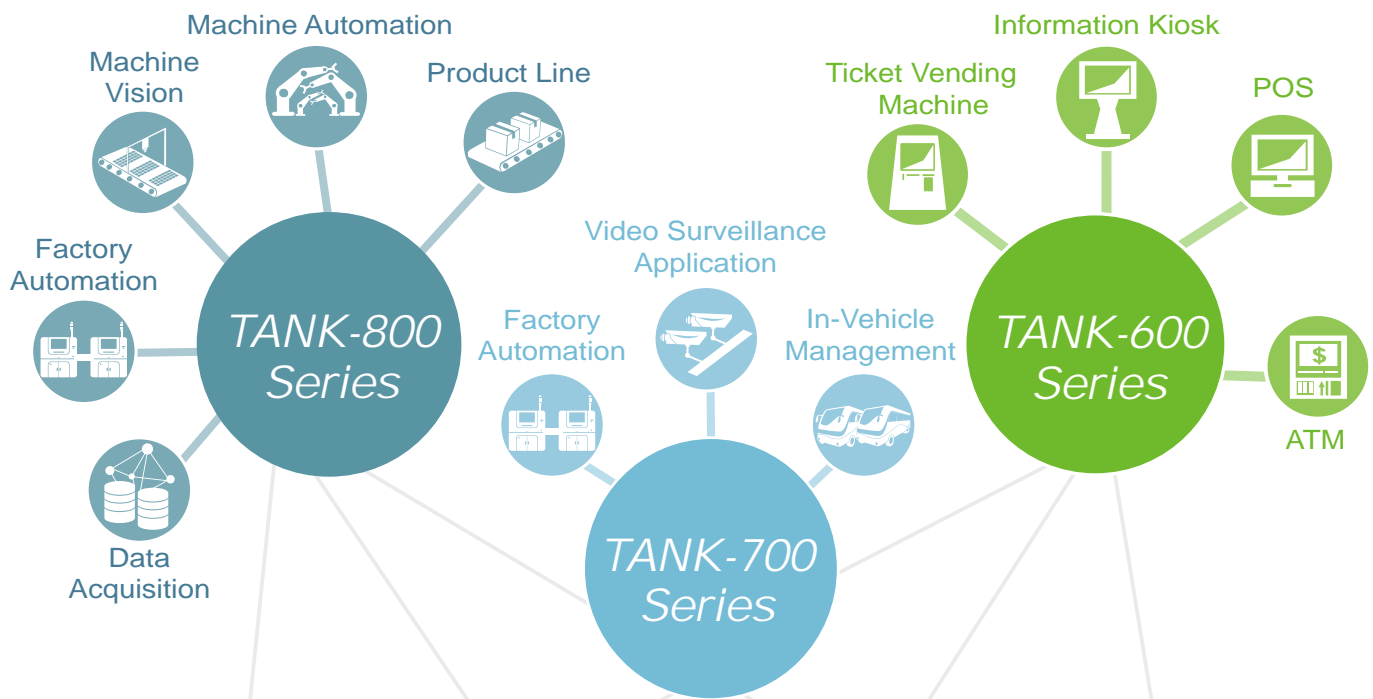 Machine Automation
Machine
Vision
Product Line
Factory
Automation
TANK-800
Series
Data
Acquisition
Video Surveillance
Application
Factory
Automation
In-Vehicle
Management
TANK-700
Series
Information Kiosk
Ticket Vending
Machine
POS
TANK-600
Series
$
ATM